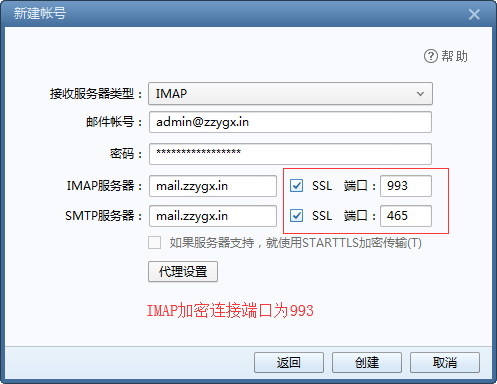 新建帐号
帮助
接收服务器类型： IMAP
邮件帐号： admin@zzygx.in
密码： *****************
IMAP服务器： mail.zzygx.in SSL 端口： 993
SMTP服务器： mail.zzygx.in SSL 端口： 465
如果服务器支持，就使用STARTTLS加密传输(T)
代理设置
IMAP加密连接端口为993
返回 创建 取消